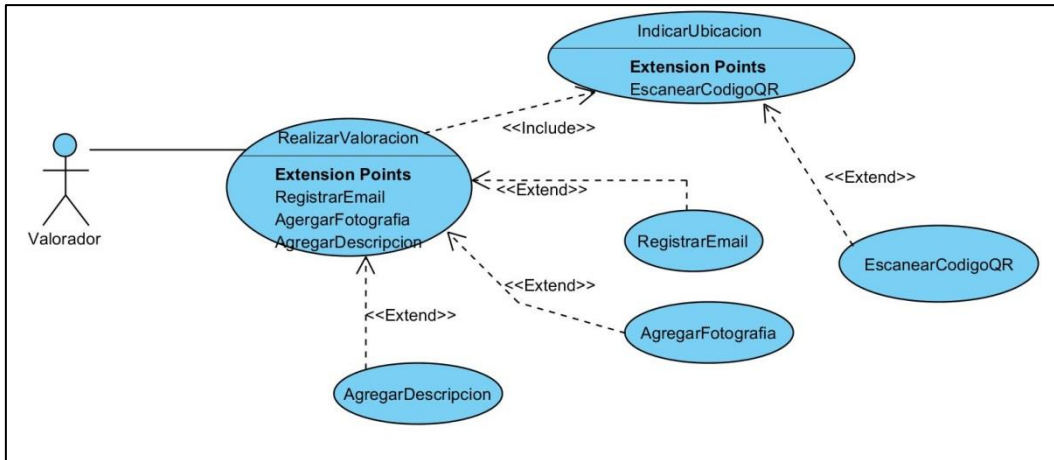 IndicarUbicacion
Extension Points
EscanearCodigoQR
<<Include>>
RealizarValoracion
Extension Points
RegistrarEmail
AgergarFotografia
AgregarDescripcion
Valorador
<<Extend>>
RegistrarEmail
<<Extend>>
EscanearCodigoQR
<<Extend>>
AgregarFotografia
<<Extend>>
AgregarDescripcion